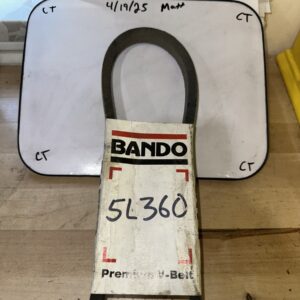 CT 4/19/25 Matt CT
BANDO
5L360
CT CT
Premium V-Belt